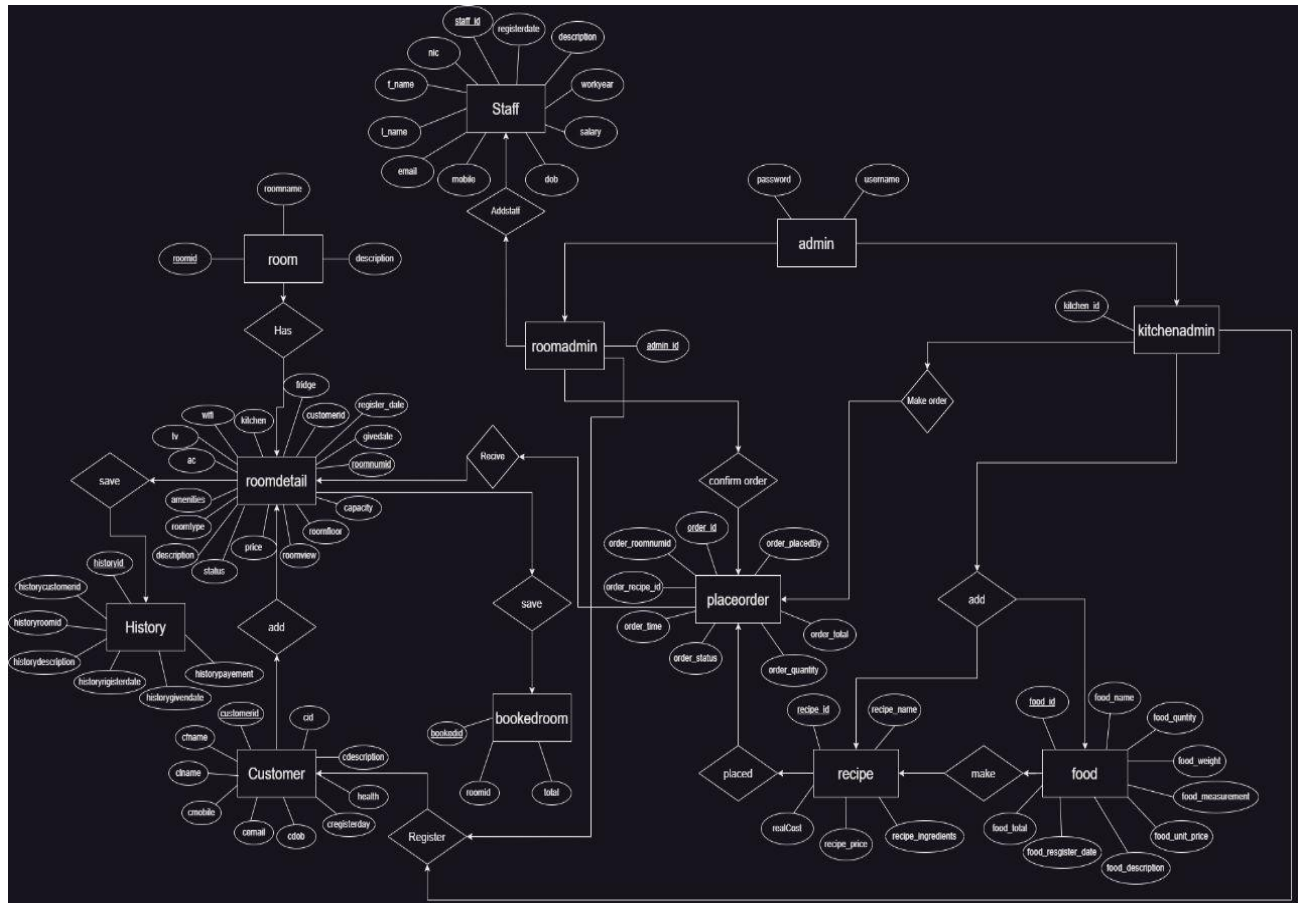 staff_id
registerdate
description
nic
f_name
workyear
Staff
l_name
salary
email
mobile
dob
password
username
roomname
Addstaff
admin
roomid
room
description
kitchen_id
Has
roomadmin
admin_id
kitchenadmin
fridge
wifi
kitchen
customerid
register_date
Make order
tv
givedate
ac
Recive
roomnumid
save
roomdetail
confirm order
amenities
capacity
roomtype
order_id
roomfloor
order_roomnumid
order_placedBy
description
price
roomview
status
historyid
order_recipe_id
placeorder
add
save
historycustomerid
History
add
order_time
order_total
historyroomid
order_status
historydescription
historypayement
order_quantity
historyrigisterdate
historygivendate
customerid
cid
recipe_id
recipe_name
food_id
food_name
bookedid
bookedroom
food_quntity
cfname
cdescription
food_weight
clname
Customer
placed
recipe
make
food
roomid
total
health
food_measurement
cmobile
cregisterday
realCost
food_total
food_unit_price
cemail
cdob
Register
recipe_price
recipe_ingredients
food_resgister_date
food_description